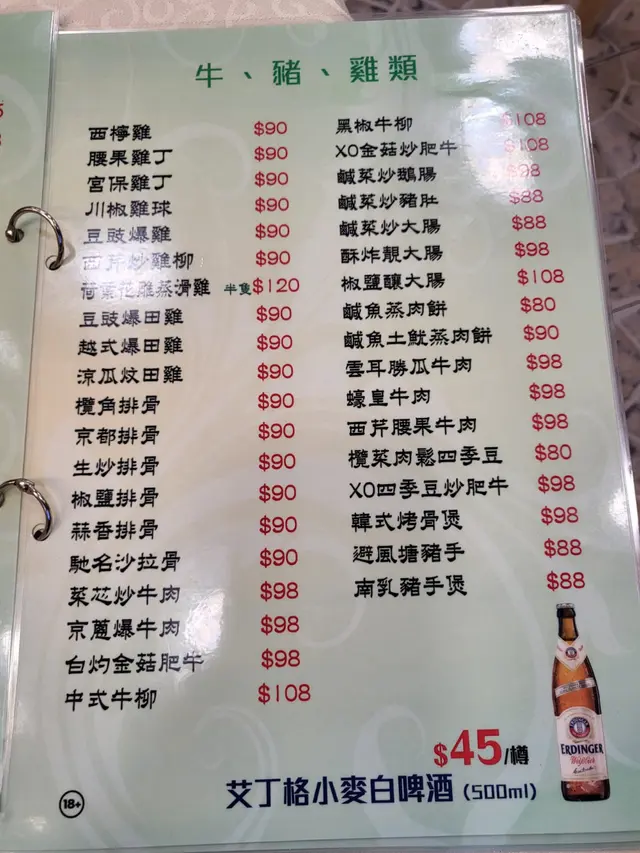 牛、豬、雞類
西檸雞 $90
腰果雞丁 $90
宮保雞丁 $90
川椒雞球 $90
豆豉爆雞 $90
西芹炒雞柳 $90
荷葉花雕蒸滑雞 半隻$120
豆豉爆田雞 $90
越式爆田雞 $90
涼瓜炆田雞 $90
欖角排骨 $90
京都排骨 $90
生炒排骨 $90
椒鹽排骨 $90
蒜香排骨 $90
馳名沙拉骨 $90
菜芯炒牛肉 $98
京蔥爆牛肉 $98
白灼金菇肥牛 $98
中式牛柳 $108
黑椒牛柳 $108
XO金菇炒肥牛 $108
鹹菜炒鵝腸 $98
鹹菜炒豬肚 $88
鹹菜炒大腸 $88
酥炸靚大腸 $98
椒鹽釀大腸 $108
鹹魚蒸肉餅 $80
鹹魚土魷蒸肉餅 $90
雲耳勝瓜牛肉 $98
蠔皇牛肉 $98
西芹腰果牛肉 $98
欖菜肉鬆四季豆 $80
XO四季豆炒肥牛 $98
韓式烤骨煲 $98
避風塘豬手 $88
南乳豬手煲 $88
ERDINGER
$45/樽
艾丁格小麥白啤酒 (500ml)
18+